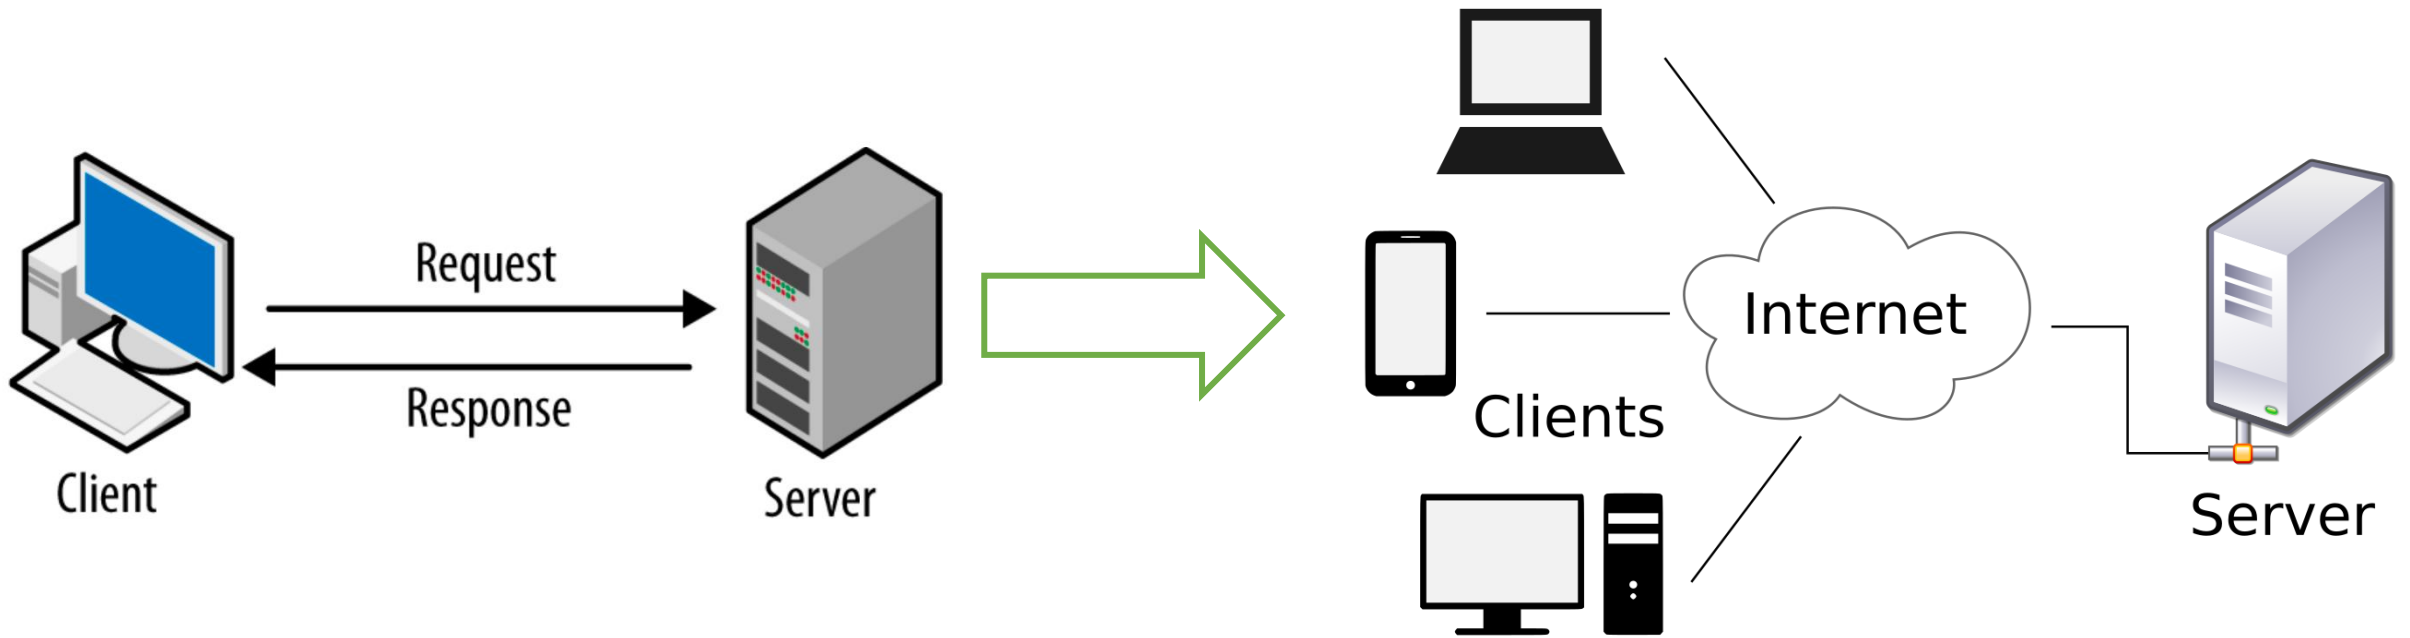 Request
Response
Client
Server
Internet
Clients
Server